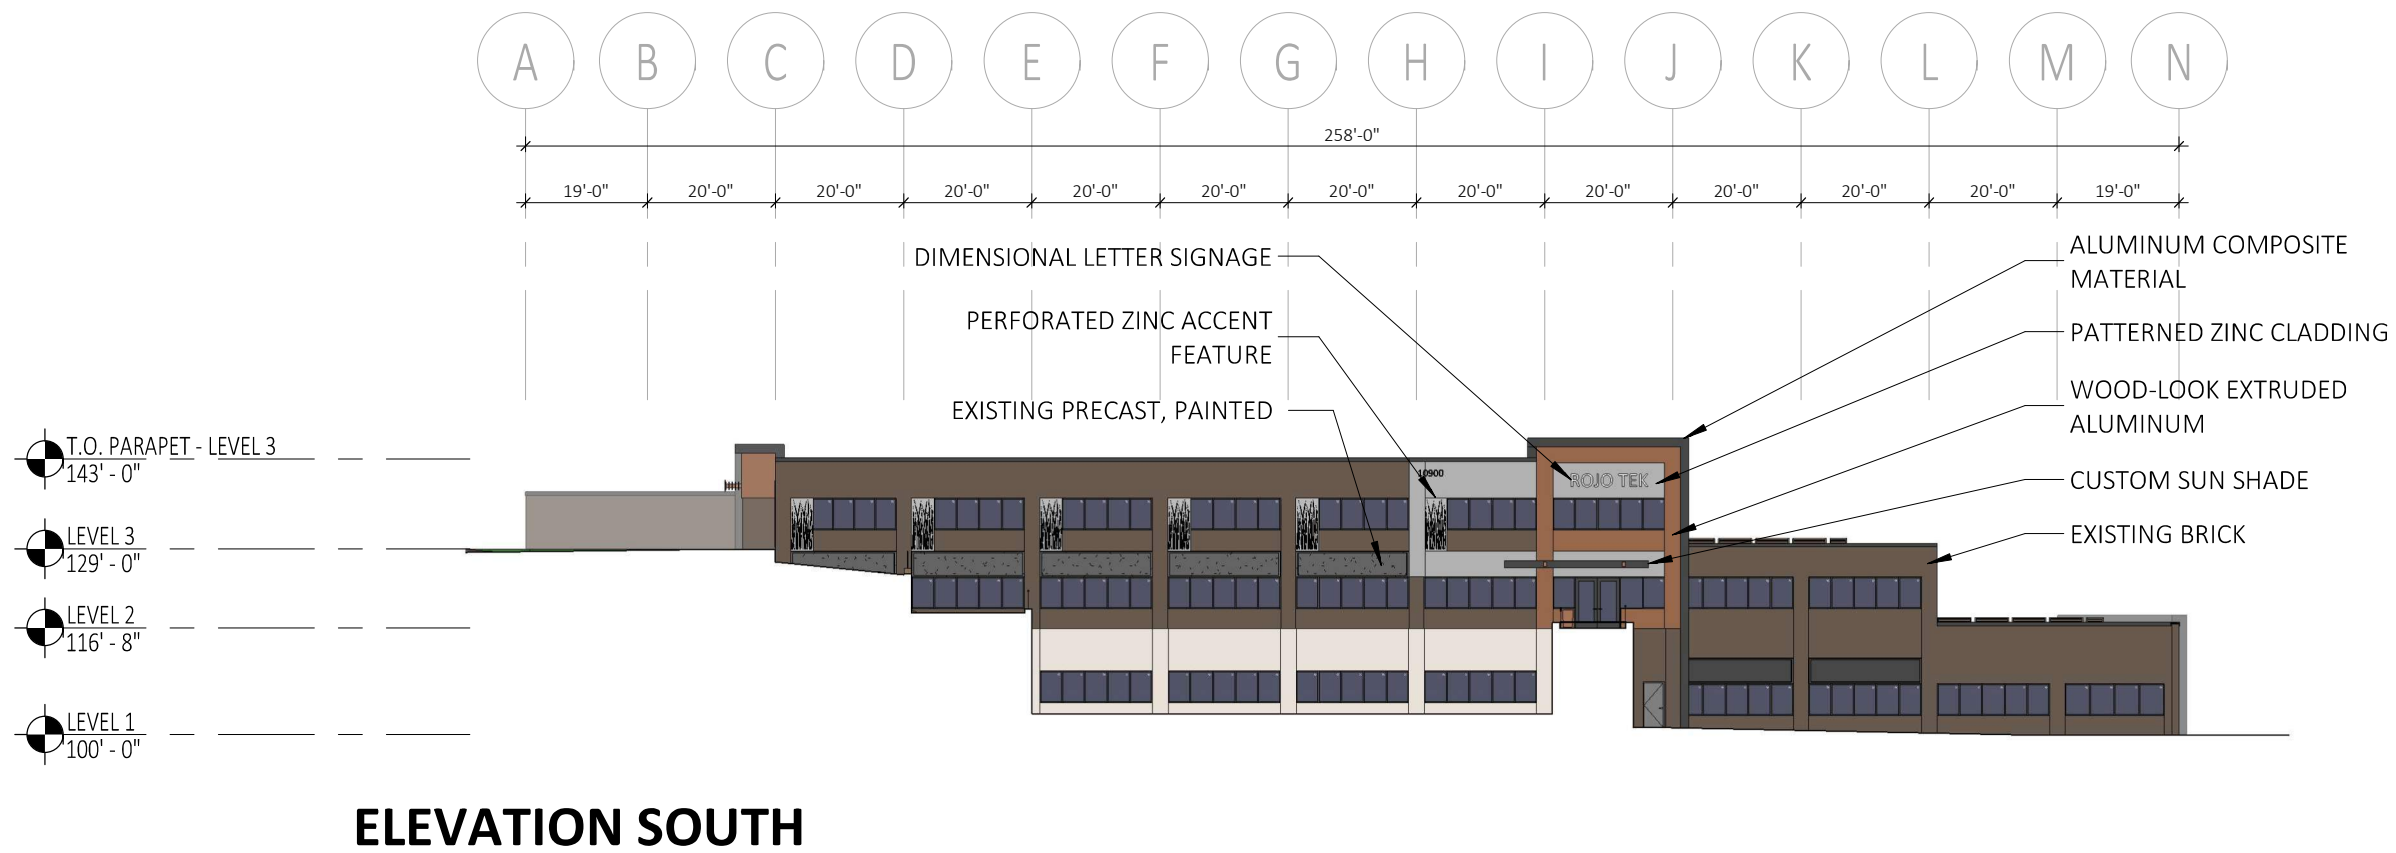 A B C D E F G H I J K L M N
258'-0"
19'-0" 20'-0" 20'-0" 20'-0" 20'-0" 20'-0" 20'-0" 20'-0" 20'-0" 20'-0" 20'-0" 20'-0" 19'-0"
DIMENSIONAL LETTER SIGNAGE
PERFORATED ZINC ACCENT
FEATURE
EXISTING PRECAST, PAINTED
ALUMINUM COMPOSITE
MATERIAL
PATTERNED ZINC CLADDING
WOOD-LOOK EXTRUDED
ALUMINUM
CUSTOM SUN SHADE
EXISTING BRICK
T.O. PARAPET - LEVEL 3
143' - 0"
LEVEL 3
129' - 0"
LEVEL 2
116' - 8"
LEVEL 1
100' - 0"
10900
ROJO TEK
ELEVATION SOUTH